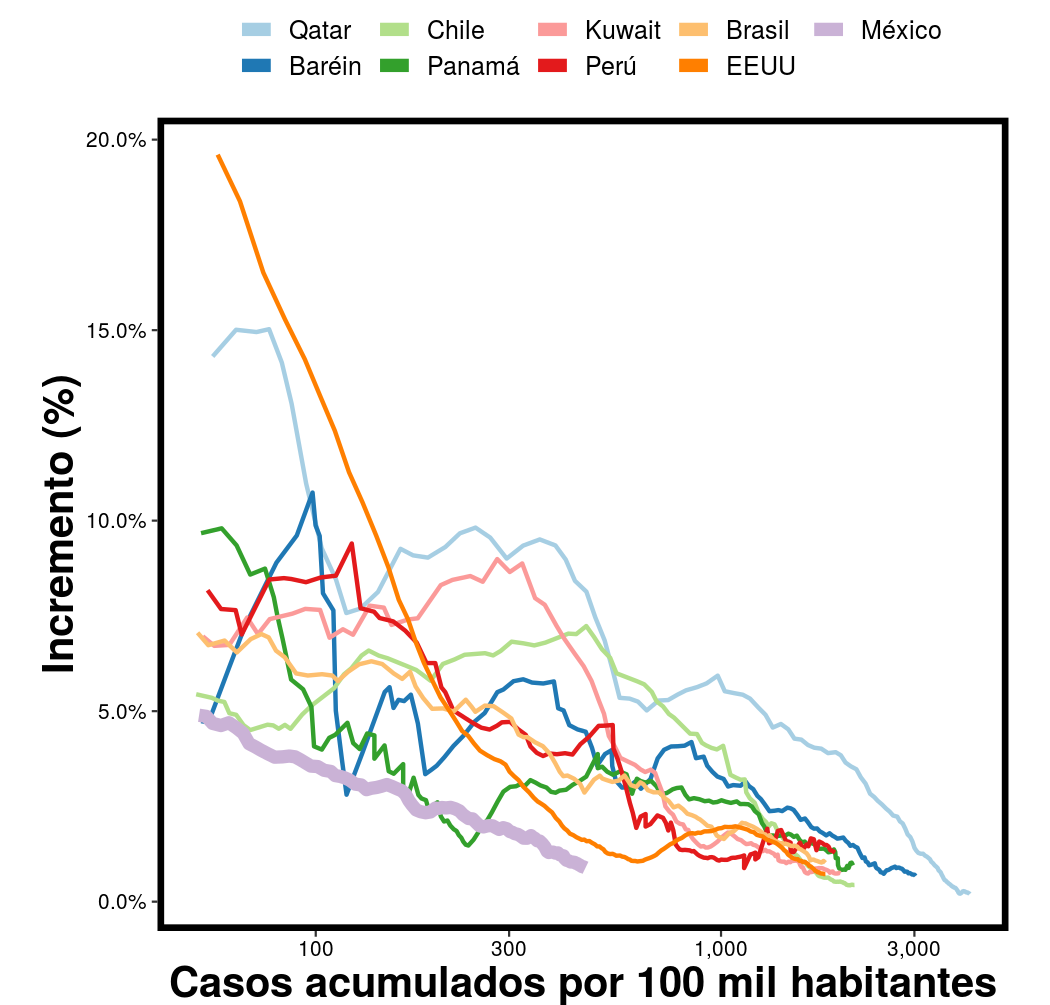 Qatar Chile Kuwait Brasil México
Baréin Panamá Perú EEUU
20.0%
15.0%
10.0%
5.0%
0.0%
Incremento (%)
100 300 1,000 3,000
Casos acumulados por 100 mil habitantes